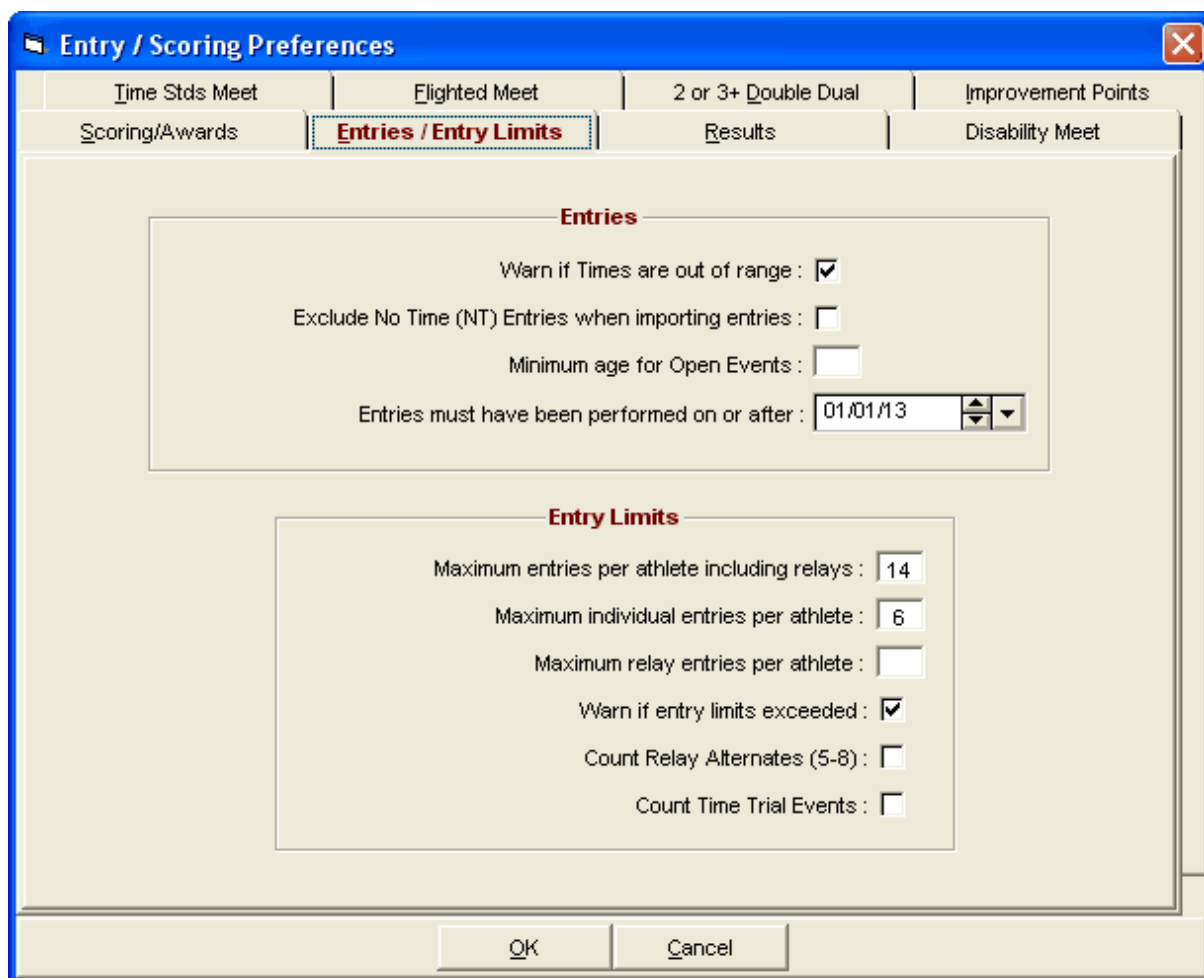 Entry / Scoring Preferences
Time Stds Meet
Flighted Meet
2 or 3+ Double Dual
Improvement Points
Scoring/Awards
Entries / Entry Limits
Results
Disability Meet
Entries
Warn if Times are out of range :
Exclude No Time (NT) Entries when importing entries :
Minimum age for Open Events :
Entries must have been performed on or after : 01/01/13
Entry Limits
Maximum entries per athlete including relays : 14
Maximum individual entries per athlete : 6
Maximum relay entries per athlete :
Warn if entry limits exceeded :
Count Relay Alternates (5-8) :
Count Time Trial Events :
OK
Cancel